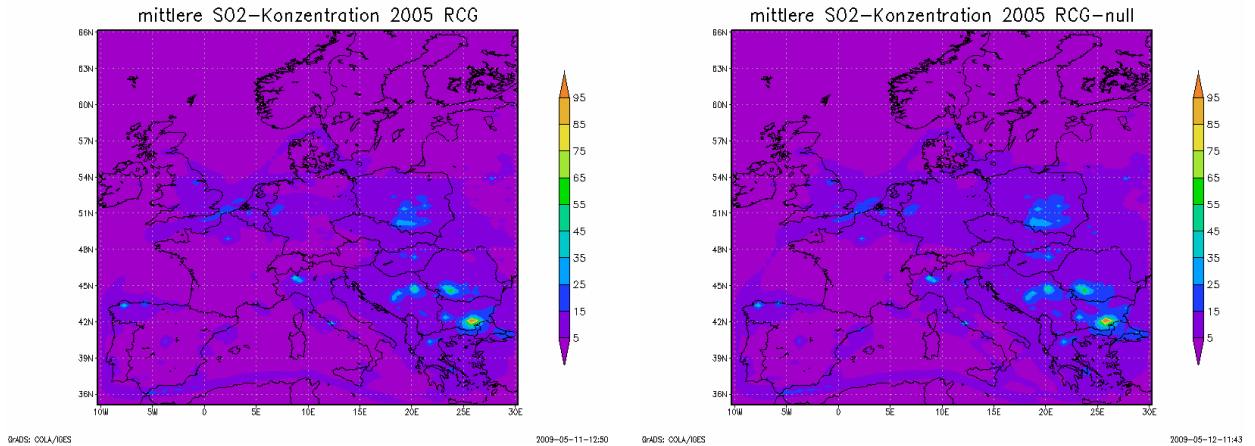 mittlere SO2-Konzentration 2005 RCG
66N
63N
60N
57N
54N
51N
48N
45N
42N
39N
36N
10W
5W
0
5E
10E
15E
20E
25E
30E
95
85
75
65
55
45
35
25
15
5
GrADS: COLA/IGES
2009-05-11-12:50
mittlere SO2-Konzentration 2005 RCG-null
66N
63N
60N
57N
54N
51N
48N
45N
42N
39N
36N
10W
5W
0
5E
10E
15E
20E
25E
30E
95
85
75
65
55
45
35
25
15
5
GrADS: COLA/IGES
2009-05-12-11:43